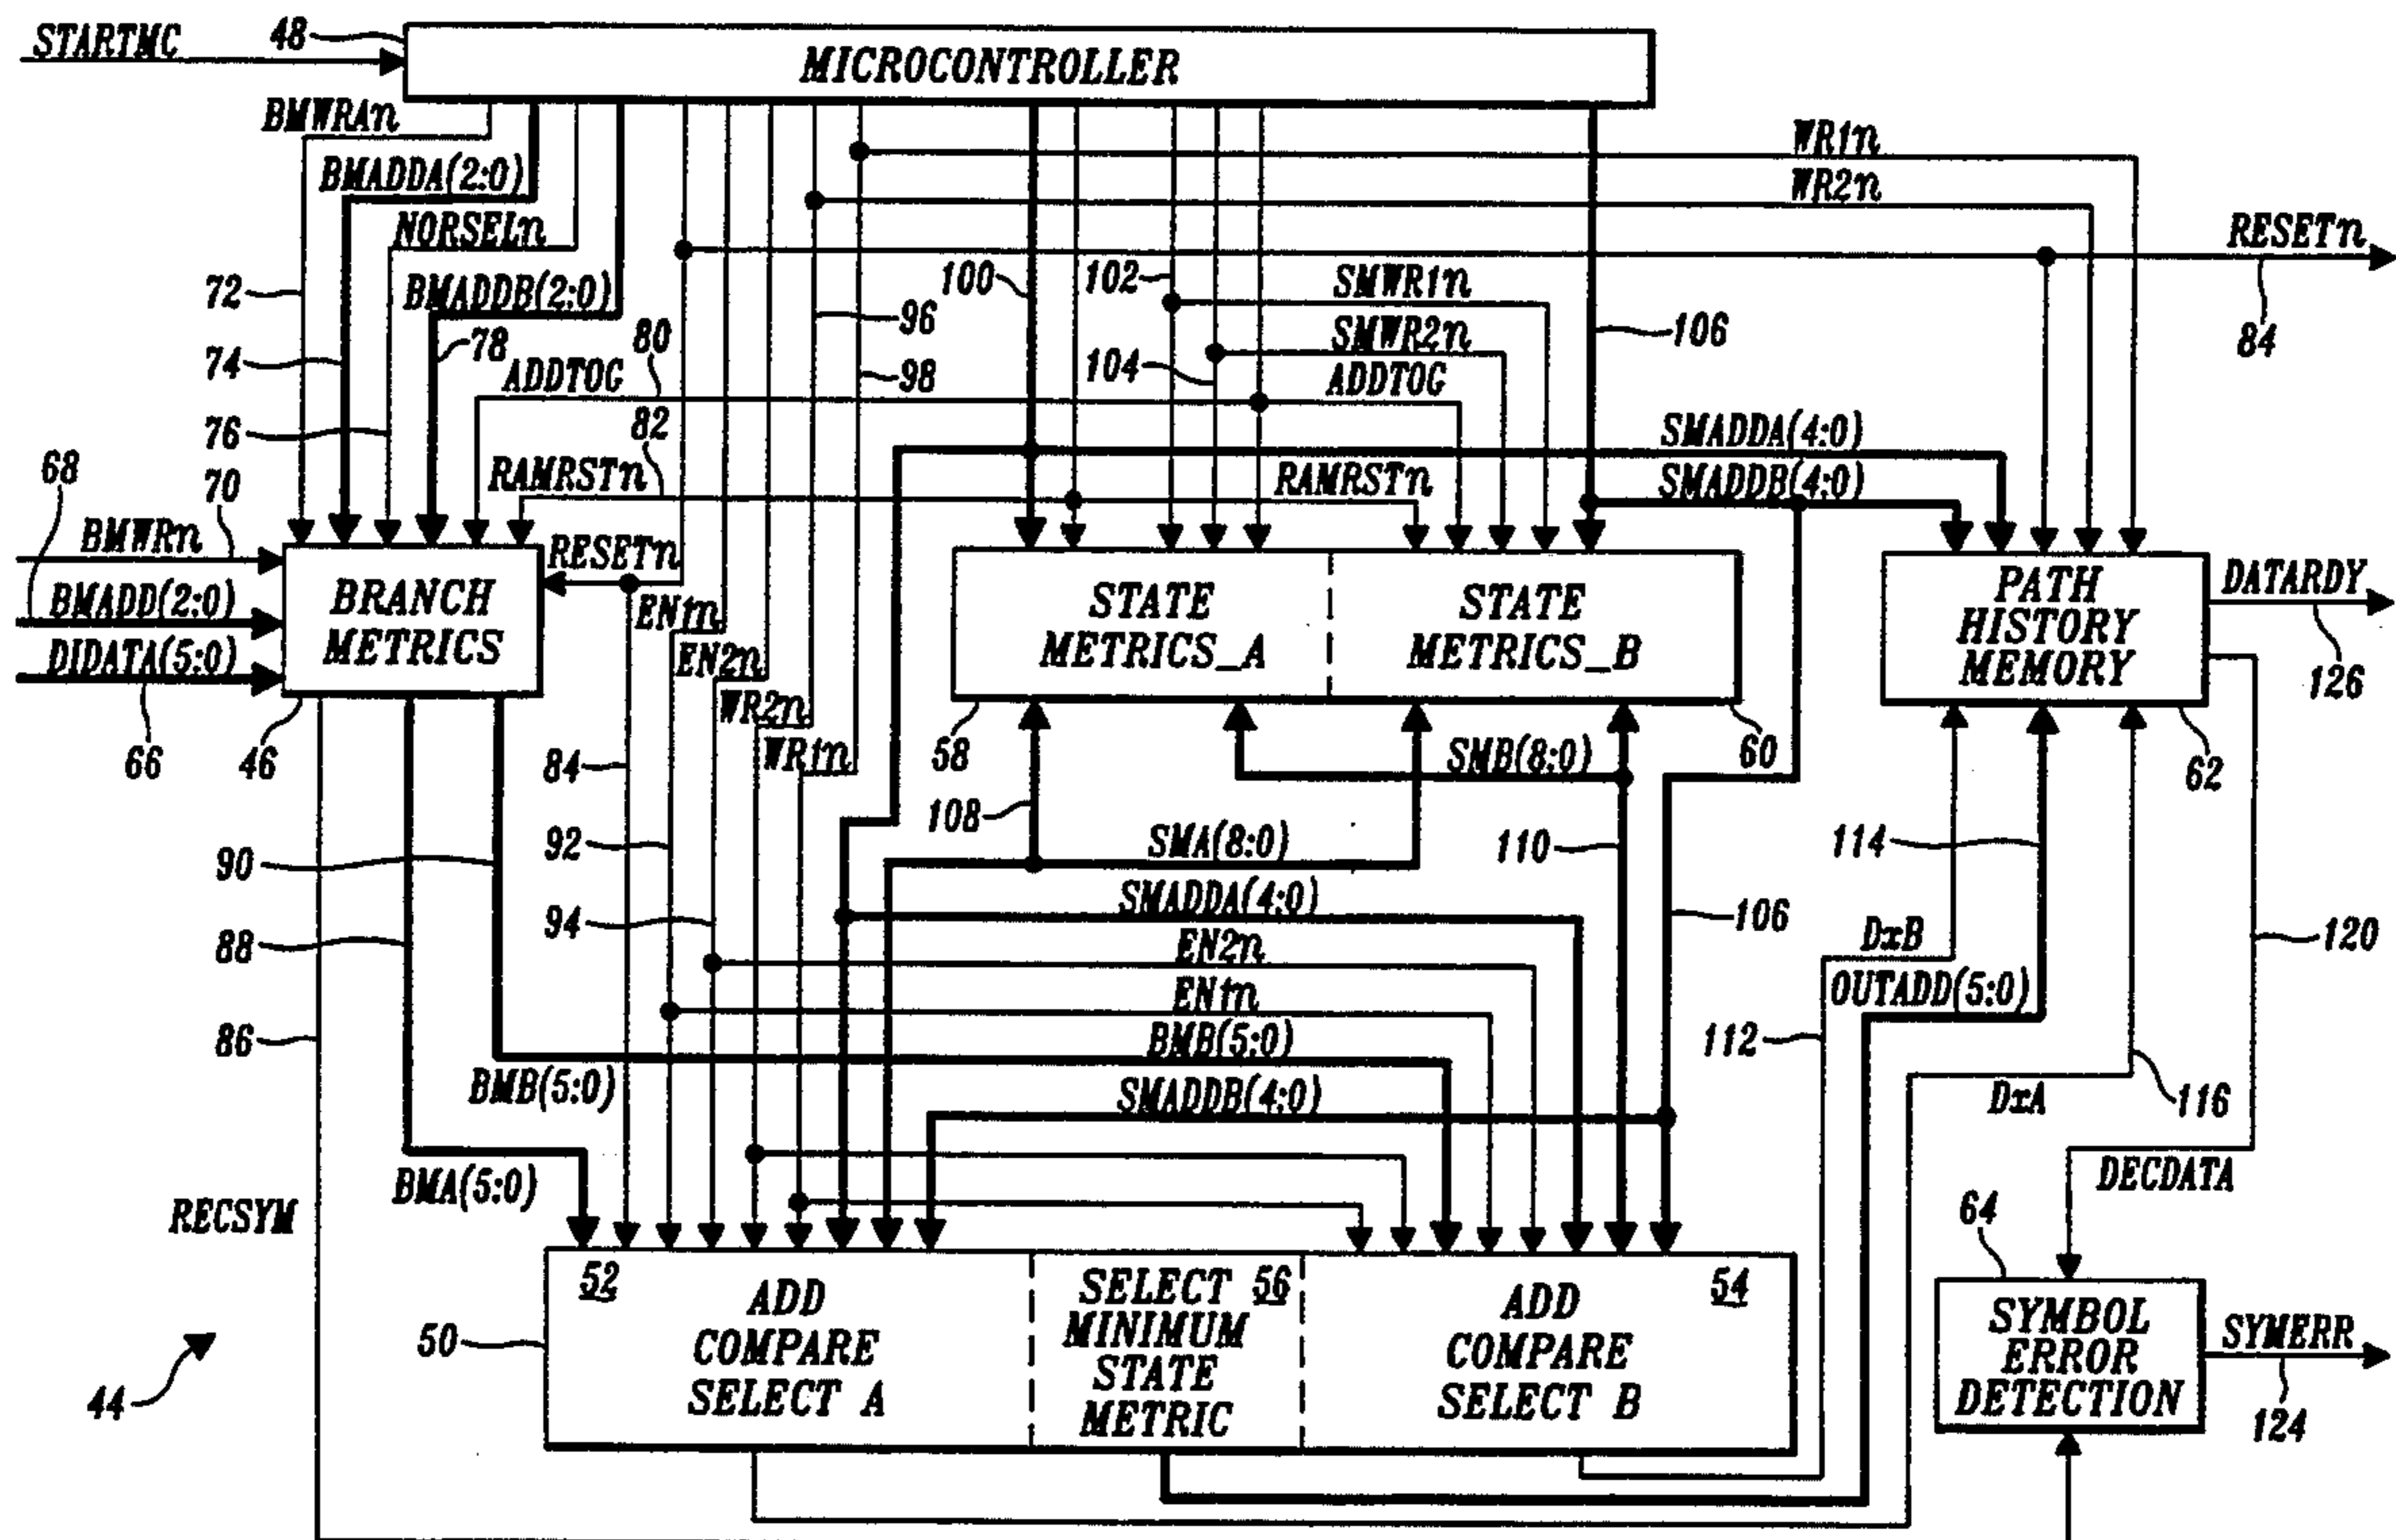 STARTMC
48
MICROCONTROLLER
BMWRAn
WR1n
BMADDA(2:0)
WR2n
NORSELn
RESETn
72
BMADDB(2:0)
100
102
SMWR1n
96
74
78
80
SMWR2n
106
84
ADDTOG
98
104
ADDTOG
76
82
SMADDA(4:0)
68
70
RAMRSTn
RAMRSTn
SMADDB(4:0)
BMWRn
RESETn
BMADD(2:0)
BRANCH
METRICS
EN1n
STATE
METRICS_A
STATE
METRICS_B
PATH
HISTORY
MEMORY
DATARDY
DIDATA(5:0)
EN2n
126
WR2n
66
46
84
WR1n
58
SMB(8:0)
60
62
108
90
92
SMA(8:0)
110
114
SMADDA(4:0)
88
94
106
DxB
120
EN2n
OUTADD(5:0)
EN1n
86
BMB(5:0)
112
BMB(5:0)
SMADDB(4:0)
DxA
116
BMA(5:0)
DECDATA
RECSYM
64
52
ADD
COMPARE
SELECT A
SELECT 56
MINIMUM
STATE
METRIC
54
ADD
COMPARE
SELECT B
50
SYMBOL
ERROR
DETECTION
SYMERR
44
124